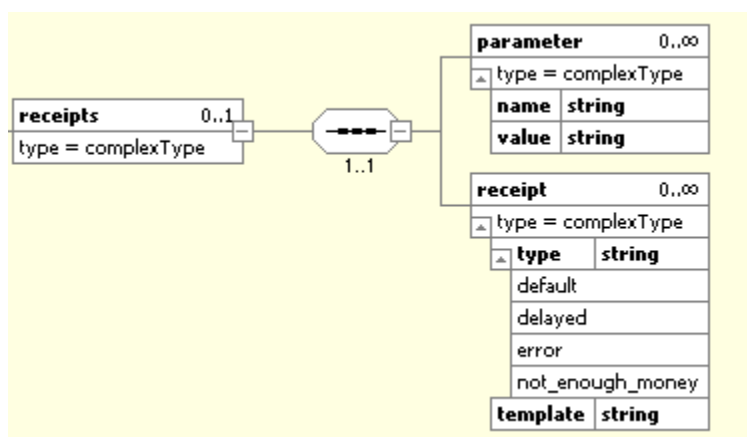 receipts 0..1
type = complexType
1..1
parameter 0..∞
type = complexType
name string
value string
receipt 0..∞
type = complexType
type string
default
delayed
error
not_enough_money
template string